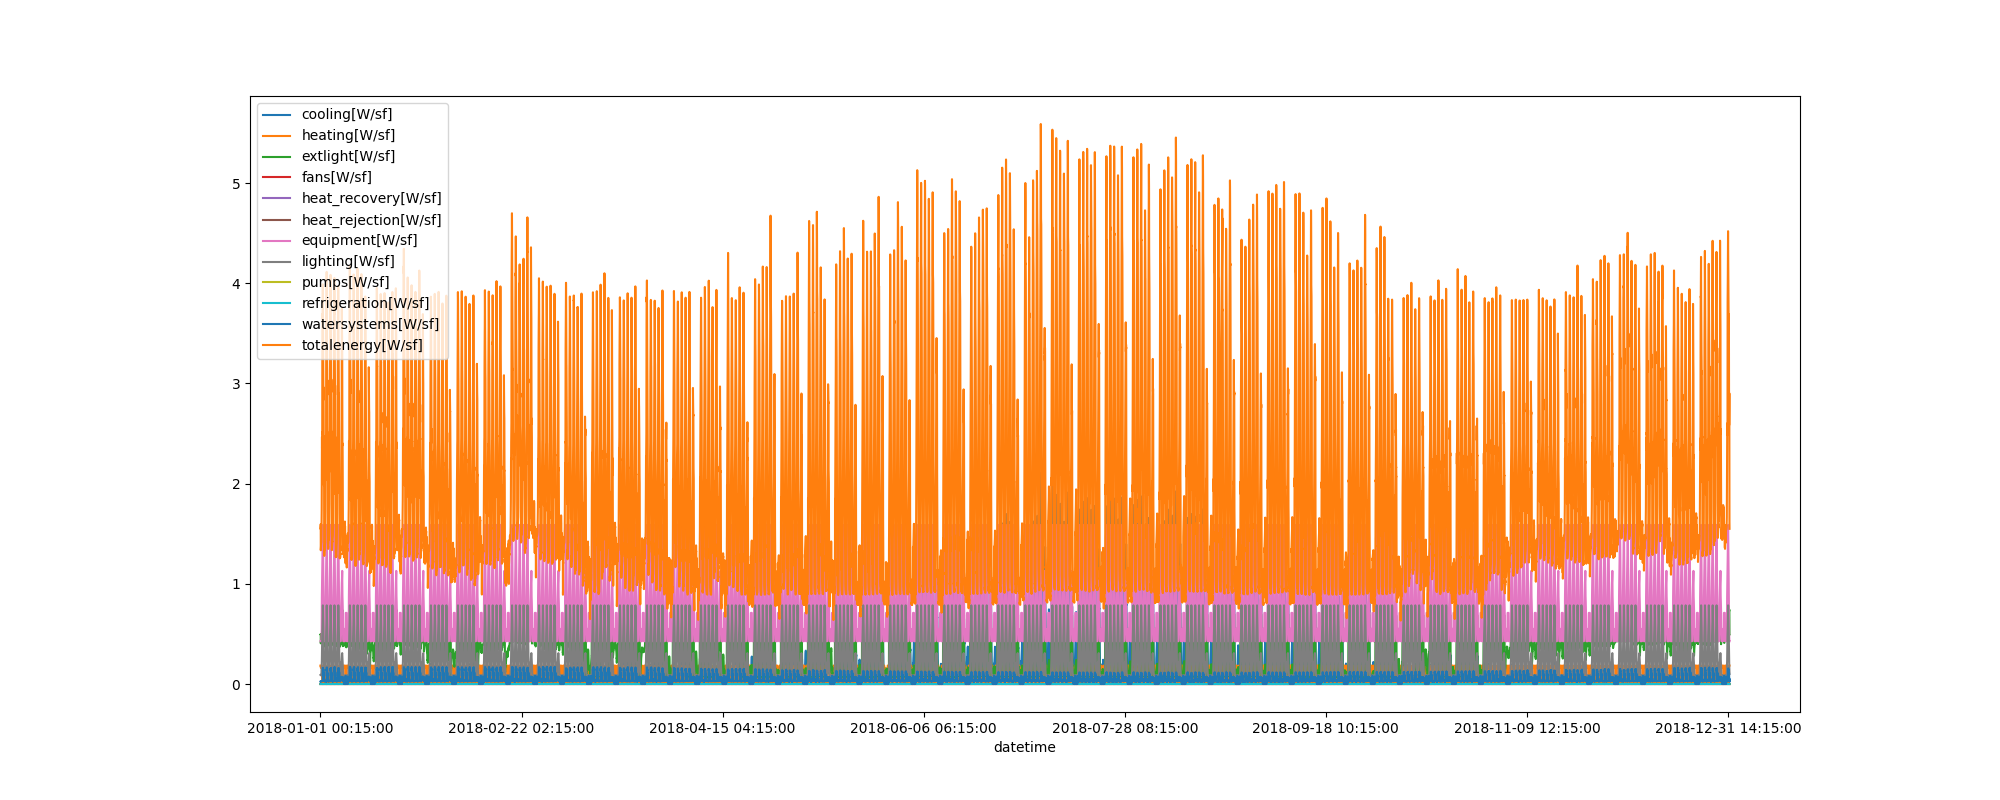 cooling[W/sf]
heating[W/sf]
extlight[W/sf]
fans[W/sf]
heat_recovery[W/sf]
heat_rejection[W/sf]
equipment[W/sf]
lighting[W/sf]
pumps[W/sf]
refrigeration[W/sf]
watersystems[W/sf]
totalenergy[W/sf]
5
4
3
2
1
0
2018-01-01 00:15:00 2018-02-22 02:15:00 2018-04-15 04:15:00 2018-06-06 06:15:00 2018-07-28 08:15:00 2018-09-18 10:15:00 2018-11-09 12:15:00 2018-12-31 14:15:00
datetime